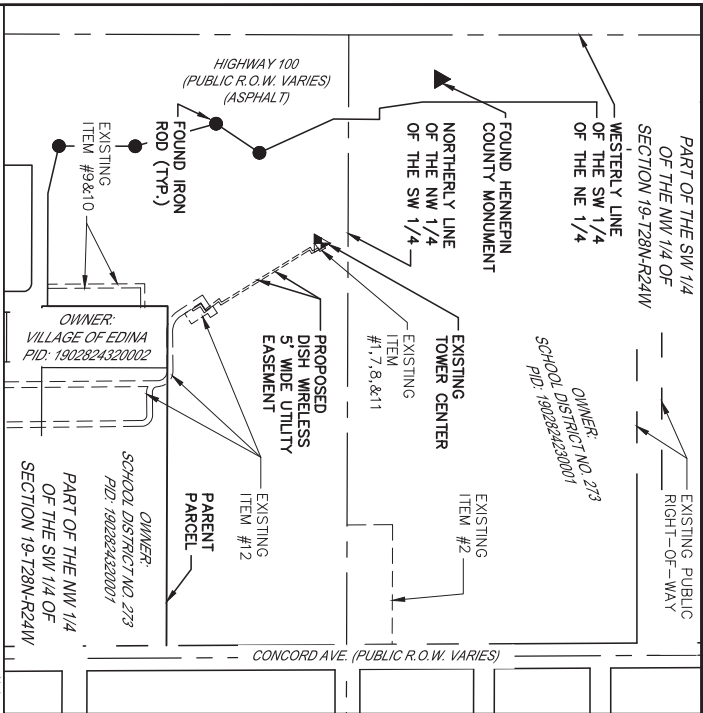 PART OF THE SW 1/4
OF THE NW 1/4 OF
SECTION 19-T28N-R24W
EXISTING PUBLIC
RIGHT-OF-WAY
WESTERLY LINE
OF THE SW 1/4
OF THE NE 1/4
OWNER:
SCHOOL DISTRICT NO. 273
PID: 1902824230001
FOUND HENNEPIN
COUNTY MONUMENT
NORTHERLY LINE
OF THE NW 1/4
OF THE SW 1/4
EXISTING
TOWER CENTER
EXISTING
ITEM
#1,7,8,&11
EXISTING
ITEM #2
HIGHWAY 100
(PUBLIC R.O.W. VARIES)
(ASPHALT)
FOUND IRON
ROD (TYP.)
EXISTING
ITEM #9&10
PROPOSED
DISH WIRELESS
5' WIDE UTILITY
EASEMENT
EXISTING
ITEM #12
PARENT
PARCEL
OWNER:
VILLAGE OF EDINA
PID: 1902824320002
OWNER:
SCHOOL DISTRICT NO. 273
PID: 1902824320001
PART OF THE NW 1/4
OF THE SW 1/4 OF
SECTION 19-T28N-R24W
CONCORD AVE. (PUBLIC R.O.W. VARIES)